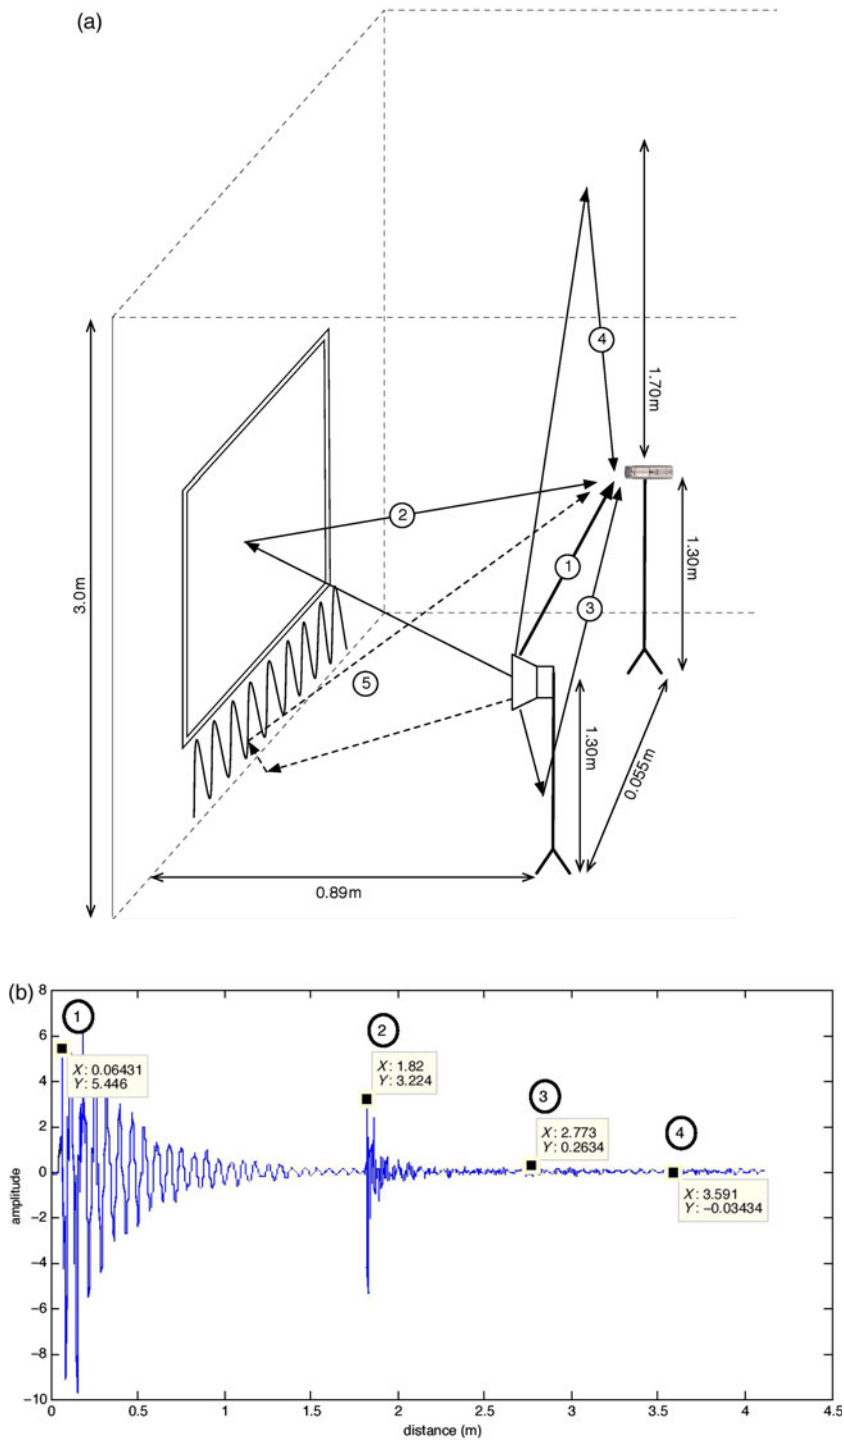 (a)
4
1.70m
2
1.30m
1
3.0m
3
5
1.30m
0.055m
0.89m
(b)
8
6
4
2
0
−2
−4
−6
−8
−10
amplitude
1
X: 0.06431
Y: 5.446
2
X: 1.82
Y: 3.224
3
X: 2.773
Y: 0.2634
4
X: 3.591
Y: −0.03434
0 0.5 1 1.5 2 2.5 3 3.5 4 4.5
distance (m)